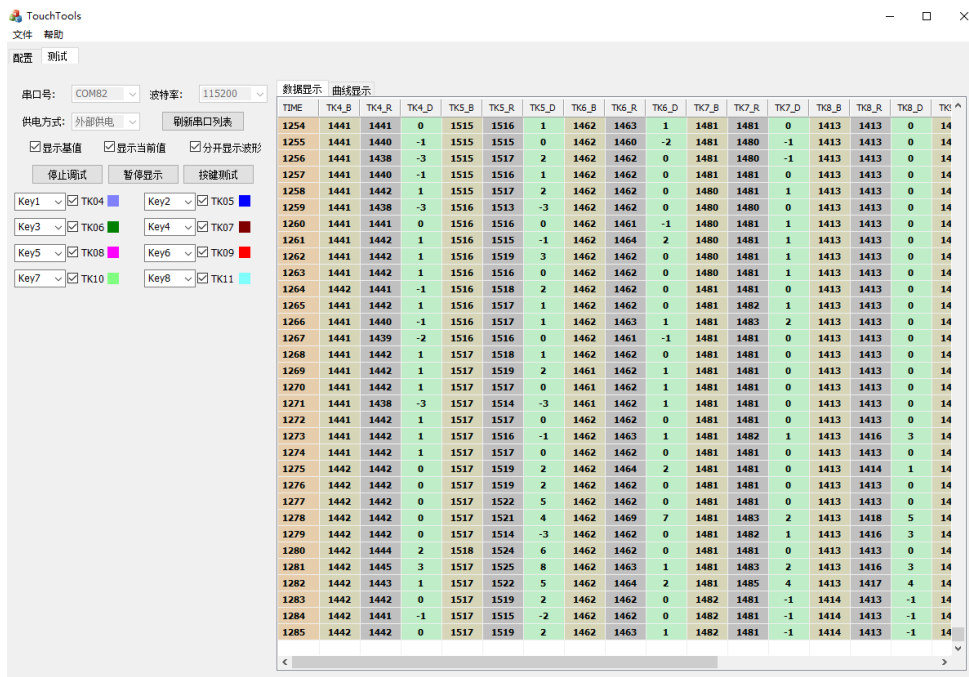 TouchTools
文件 帮助
配置 测试
串口号: COM82 波特率: 115200
供电方式: 外部供电 刷新串口列表
显示基值 显示当前值 分开显示波形
停止调试 暂停显示 按键测试
Key1 TK04 Key2 TK05
Key3 TK06 Key4 TK07
Key5 TK08 Key6 TK09
Key7 TK10 Key8 TK11
数据显示 曲线显示
TIME TK4_B TK4_R TK4_D TK5_B TK5_R TK5_D TK6_B TK6_R TK6_D TK7_B TK7_R TK7_D TK8_B TK8_R TK8_D
1254 1441 1441 0 1515 1516 1 1462 1463 1 1481 1481 0 1413 1413 0 14
1255 1441 1440 -1 1515 1515 0 1462 1460 -2 1481 1480 -1 1413 1413 0 14
1256 1441 1438 -3 1515 1517 2 1462 1462 0 1481 1480 -1 1413 1413 0 14
1257 1441 1440 -1 1515 1516 1 1462 1462 0 1481 1481 0 1413 1413 0 14
1258 1441 1442 1 1515 1517 2 1462 1462 0 1480 1481 1 1413 1413 0 14
1259 1441 1438 -3 1516 1513 -3 1462 1462 0 1480 1480 0 1413 1413 0 14
1260 1441 1441 0 1516 1516 0 1462 1461 -1 1480 1481 1 1413 1413 0 14
1261 1441 1442 1 1516 1515 -1 1462 1464 2 1480 1481 1 1413 1413 0 14
1262 1441 1442 1 1516 1519 3 1462 1462 0 1480 1481 1 1413 1413 0 14
1263 1441 1442 1 1516 1516 0 1462 1462 0 1480 1481 1 1413 1413 0 14
1264 1442 1441 -1 1516 1518 2 1462 1462 0 1481 1481 0 1413 1413 0 14
1265 1441 1442 1 1516 1517 1 1462 1462 0 1481 1482 1 1413 1413 0 14
1266 1441 1440 -1 1516 1517 1 1462 1463 1 1481 1483 2 1413 1413 0 14
1267 1441 1439 -2 1516 1516 0 1462 1461 -1 1481 1481 0 1413 1413 0 14
1268 1441 1442 1 1517 1518 1 1462 1462 0 1481 1481 0 1413 1413 0 14
1269 1441 1442 1 1517 1519 2 1461 1462 1 1481 1481 0 1413 1413 0 14
1270 1441 1442 1 1517 1517 0 1461 1462 1 1481 1481 0 1413 1413 0 14
1271 1441 1438 -3 1517 1514 -3 1461 1462 1 1481 1481 0 1413 1413 0 14
1272 1441 1442 1 1517 1517 0 1462 1462 0 1481 1481 0 1413 1413 0 14
1273 1441 1442 1 1517 1516 -1 1462 1463 1 1481 1482 1 1413 1416 3 14
1274 1441 1442 1 1517 1517 0 1462 1462 0 1481 1481 0 1413 1413 0 14
1275 1442 1442 0 1517 1519 2 1462 1464 2 1481 1481 0 1413 1414 1 14
1276 1442 1442 0 1517 1519 2 1462 1462 0 1481 1481 0 1413 1413 0 14
1277 1442 1442 0 1517 1522 5 1462 1462 0 1481 1481 0 1413 1413 0 14
1278 1442 1442 0 1517 1521 4 1462 1469 7 1481 1483 2 1413 1418 5 14
1279 1442 1442 0 1517 1514 -3 1462 1462 0 1481 1482 1 1413 1416 3 14
1280 1442 1444 2 1518 1524 6 1462 1462 0 1481 1481 0 1413 1413 0 14
1281 1442 1445 3 1517 1525 8 1462 1463 1 1481 1483 2 1413 1416 3 14
1282 1442 1443 1 1517 1522 5 1462 1464 2 1481 1485 4 1413 1417 4 14
1283 1442 1442 0 1517 1519 2 1462 1462 0 1482 1481 -1 1414 1413 -1 14
1284 1442 1441 -1 1517 1515 -2 1462 1462 0 1482 1481 -1 1414 1413 -1 14
1285 1442 1442 0 1517 1519 2 1462 1463 1 1482 1481 -1 1414 1413 -1 14